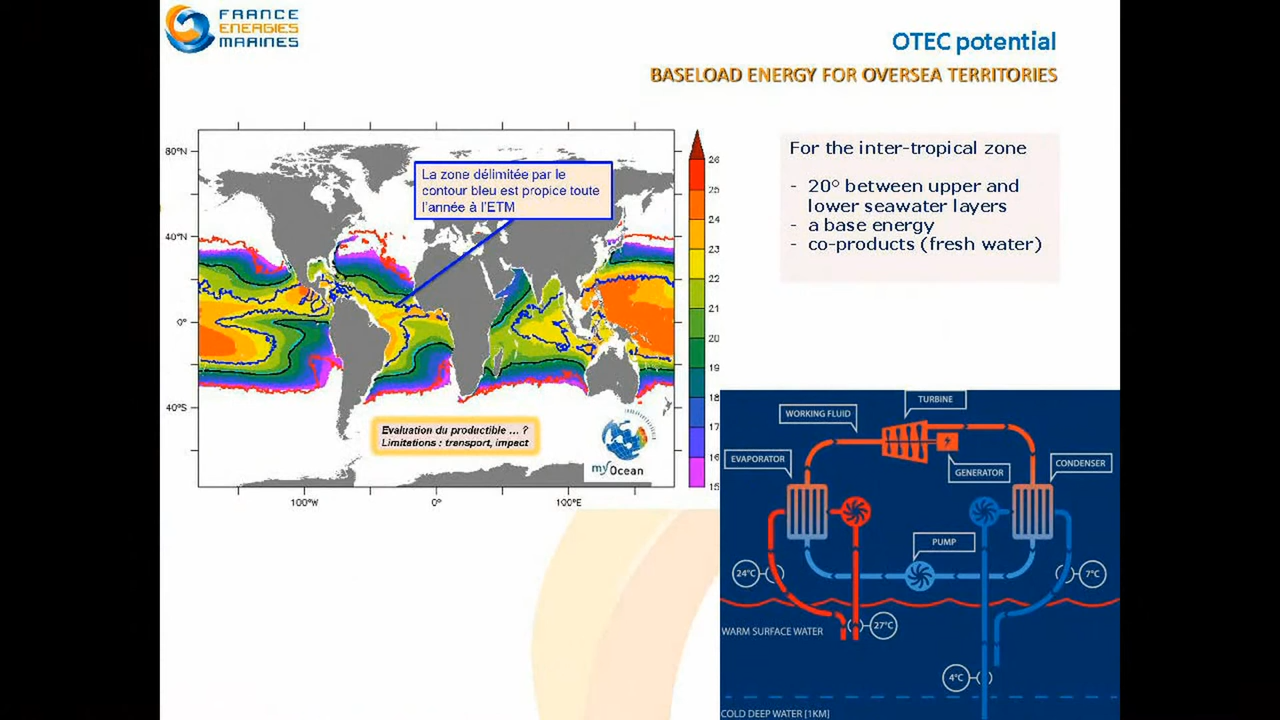 FRANCE
ENERGIES
MARINES
OTEC potential
BASELOAD ENERGY FOR OVERSEA TERRITORIES
80°N
40°N
0°
40°S
100°W
0°
100°E
La zone délimitée par le
contour bleu est propice toute
l'année à l'ETM
Evaluation du productible ... ?
Limitations : transport, impact
my Ocean
26
25
24
23
22
21
20
19
18
17
16
15
For the inter-tropical zone
- 20° between upper and
lower seawater layers
- a base energy
- co-products (fresh water)
TURBINE
WORKING FLUID
EVAPORATOR
GENERATOR
CONDENSER
PUMP
24°C
7°C
27°C
WARM SURFACE WATER
4°C
COLD DEEP WATER [1KM]